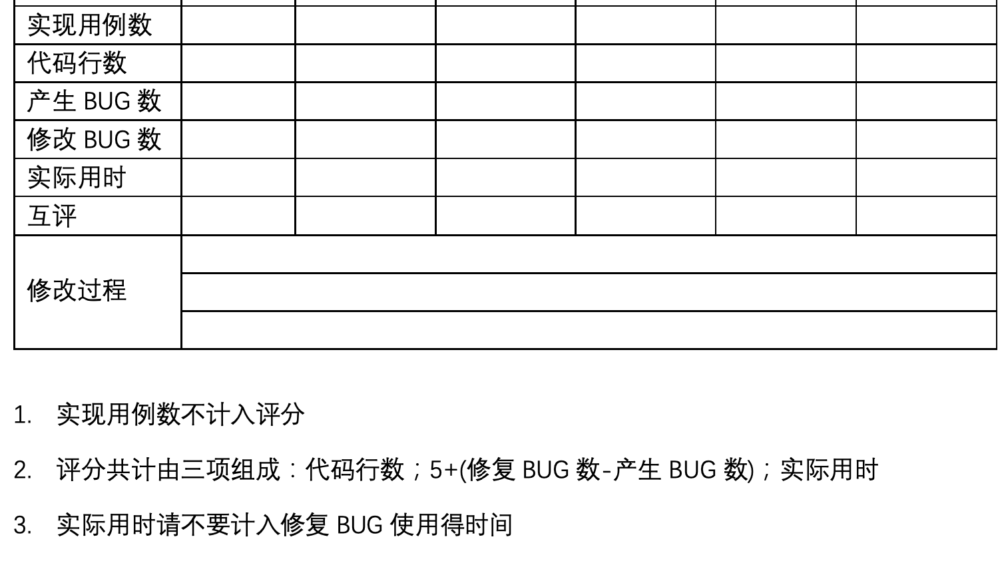 实现用例数
代码行数
产生 BUG 数
修改 BUG 数
实际用时
互评
修改过程
1. 实现用例数不计入评分
2. 评分共计由三项组成：代码行数；5+(修复 BUG 数-产生 BUG 数)；实际用时
3. 实际用时请不要计入修复 BUG 使用得时间